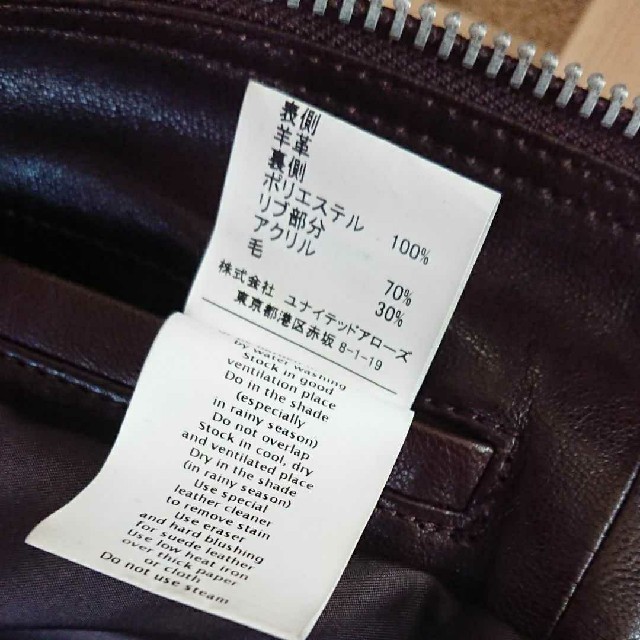 表側
羊革
裏側
ポリエステル 100%
リブ部分
アクリル 70%
毛 30%
株式会社 ユナイテッドアローズ
東京都港区赤坂 8-1-19
by water washing
Stock in good
ventilation place
Do in the shade
(especially
in rainy season)
Do not overlap
Stock in cool, dry
and ventilated place
Dry in the shade
(in rainy season)
Use special
leather cleaner
to remove stain
Use eraser
and hard blushing
for suede leather
Use low heat iron
over thick paper
or cloth
Do not use steam